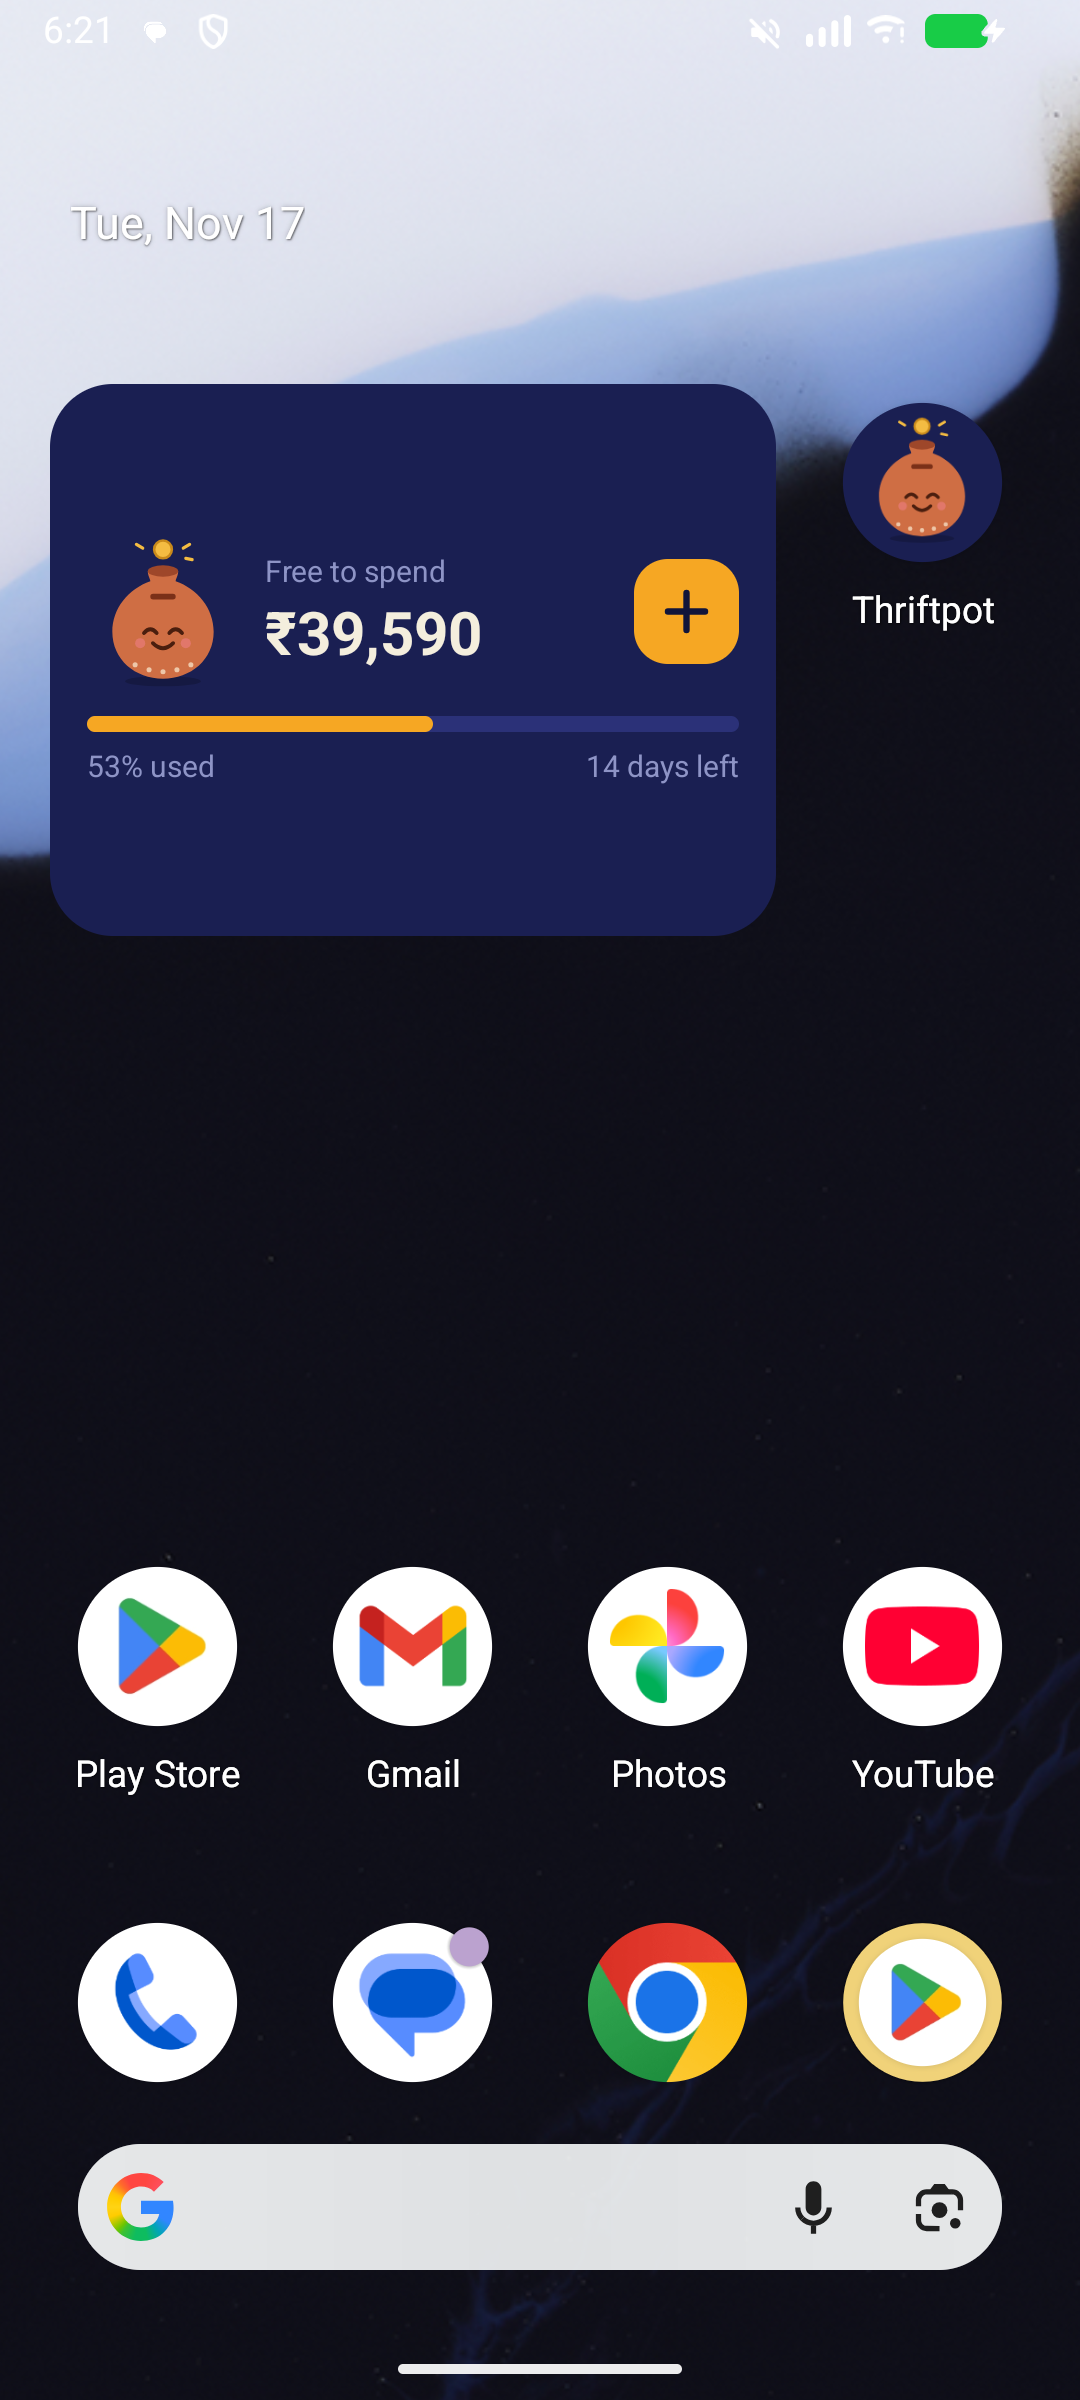 6:21
Tue, Nov 17
Free to spend
₹39,590
53% used
14 days left
Thriftpot
Play Store
Gmail
Photos
YouTube